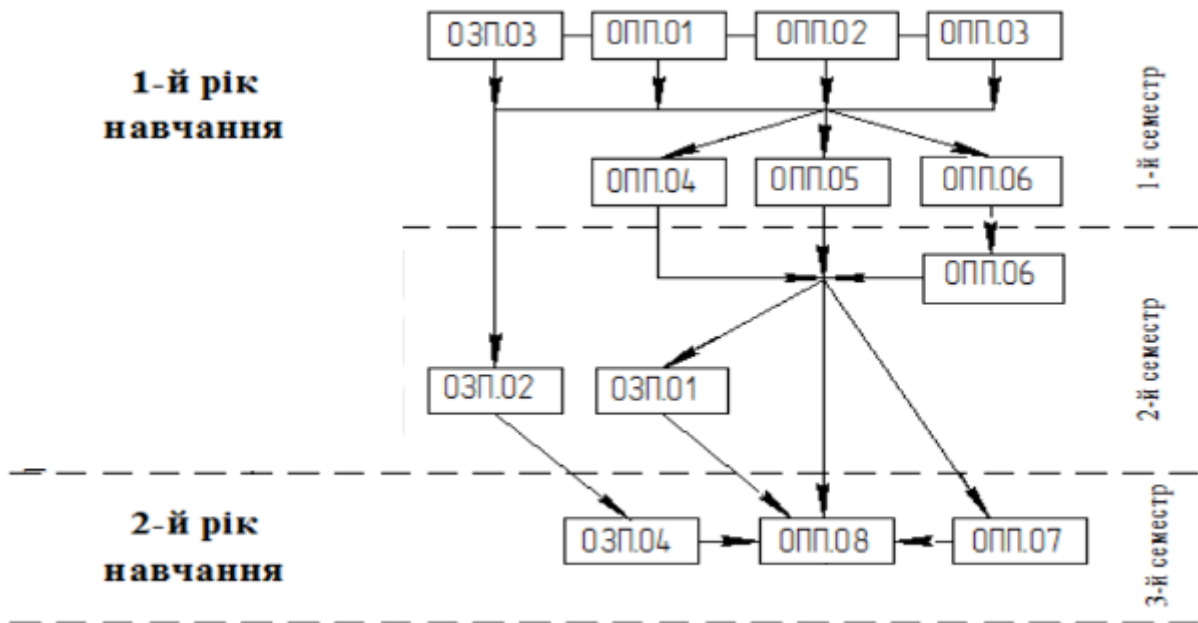 ОЗП.03 ОПП.01 ОПП.02 ОПП.03
1-й рік
навчання
1-й семестр
ОПП.04 ОПП.05 ОПП.06
ОПП.06
2-й семестр
ОЗП.02 ОЗП.01
2-й рік
навчання
3-й семестр
ОЗП.04 ОПП.08 ОПП.07